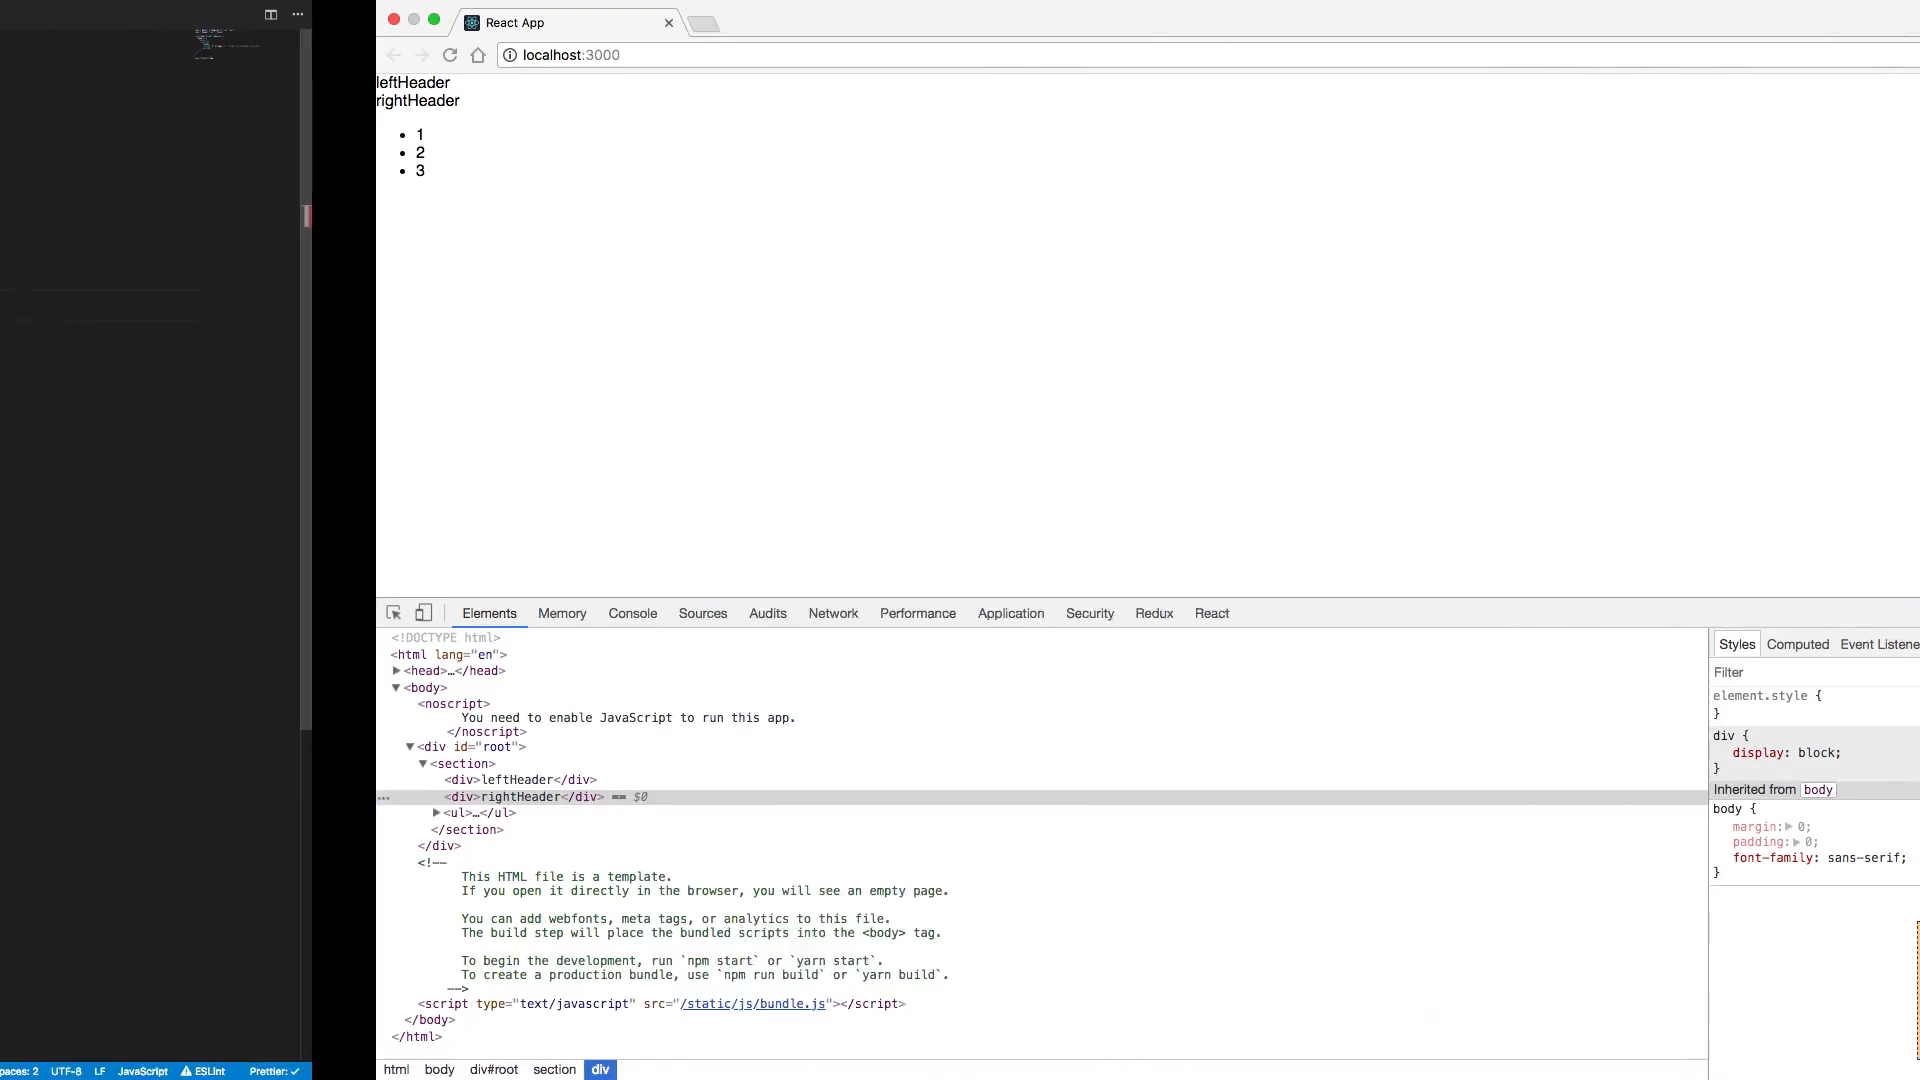 React App
localhost:3000
leftHeader
rightHeader
• 1
• 2
• 3
Elements Memory Console Sources Audits Network Performance Application Security Redux React
<!DOCTYPE html>
<html lang="en">
▶<head>…</head>
▼<body>
<noscript>
You need to enable JavaScript to run this app.
</noscript>
▼<div id="root">
▼<section>
<div>leftHeader</div>
… <div>rightHeader</div> == $0
▶<ul>…</ul>
</section>
</div>
<!--
This HTML file is a template.
If you open it directly in the browser, you will see an empty page.
You can add webfonts, meta tags, or analytics to this file.
The build step will place the bundled scripts into the <body> tag.
To begin the development, run `npm start` or `yarn start`.
To create a production bundle, use `npm run build` or `yarn build`.
-->
<script type="text/javascript" src="/static/js/bundle.js"></script>
</body>
</html>
html body div#root section div
Styles Computed Event Listene
Filter
element.style {
}
div {
display: block;
}
Inherited from body
body {
margin:▶ 0;
padding:▶ 0;
font-family: sans-serif;
}
paces: 2 UTF-8 LF JavaScript ESLint Prettier: ✓